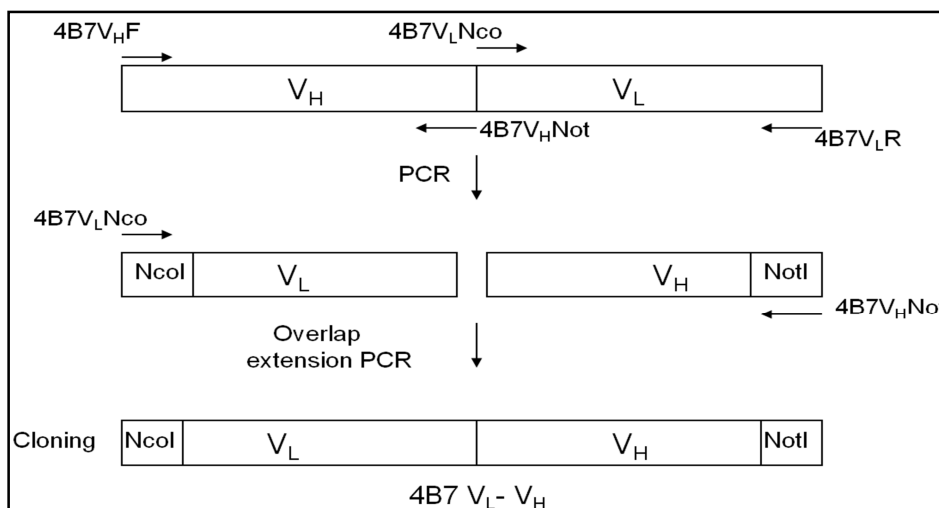 4B7VHF
4B7VLNco
VH
VL
4B7VHNot
4B7VLR
PCR
4B7VLNco
NcoI
VL
VH
NotI
4B7VHNot
Overlap
extension PCR
Cloning
NcoI
VL
VH
NotI
4B7 VL- VH